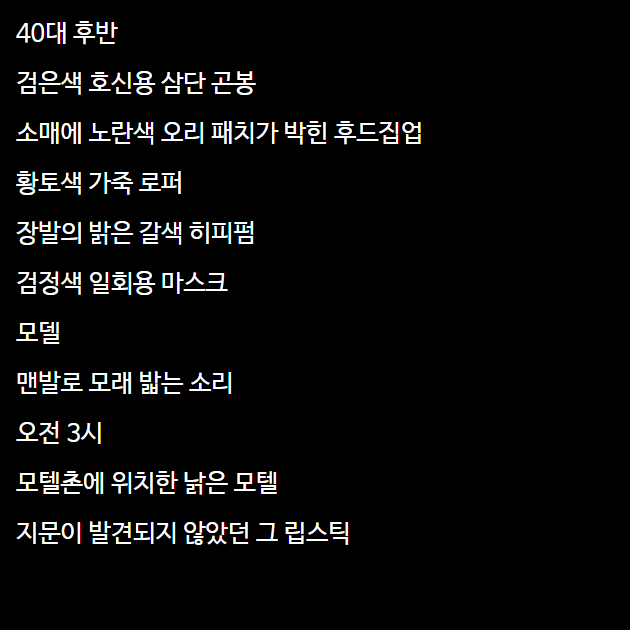 40대 후반
검은색 호신용 삼단 곤봉
소매에 노란색 오리 패치가 박힌 후드집업
황토색 가죽 로퍼
장발의 밝은 갈색 히피펌
검정색 일회용 마스크
모델
맨발로 모래 밟는 소리
오전 3시
모텔촌에 위치한 낡은 모텔
지문이 발견되지 않았던 그 립스틱